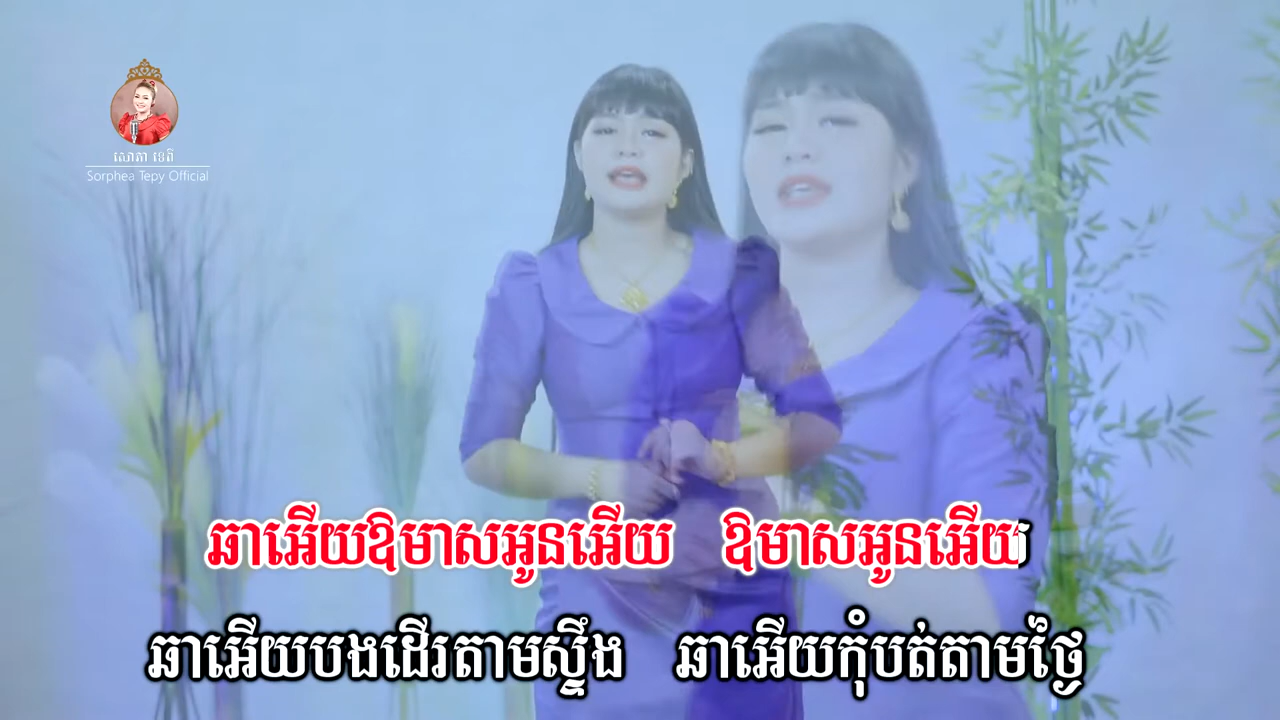 សោភា ទេពី
Sorphea Tepy Official
ឆាអើយឱមាសអូនអើយ ឱមាសអូនអើយ
ឆាអើយបងដើរតាមស្ទឹង ឆាអើយកុំបត់តាមថ្ងៃ